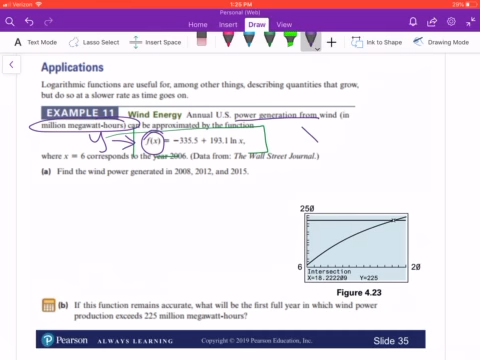 1:25 PM
29%
Personal (Web)
Home Insert Draw View
Text Mode Lasso Select Insert Space Ink to Shape Drawing Mode
Applications
Logarithmic functions are useful for, among other things, describing quantities that grow,
but do so at a slower rate as time goes on.
EXAMPLE 11 Wind Energy Annual U.S. power generation from wind (in
million megawatt-hours) can be approximated by the function
y f(x) = −335.5 + 193.1 ln x,
where x = 6 corresponds to the year 2006. (Data from: The Wall Street Journal.)
(a) Find the wind power generated in 2008, 2012, and 2015.
250
6 20
Intersection
X=18.222209 Y=225
Figure 4.23
(b) If this function remains accurate, what will be the first full year in which wind power
production exceeds 225 million megawatt-hours?
Pearson ALWAYS LEARNING Copyright © 2019 Pearson Education, Inc. Slide 35